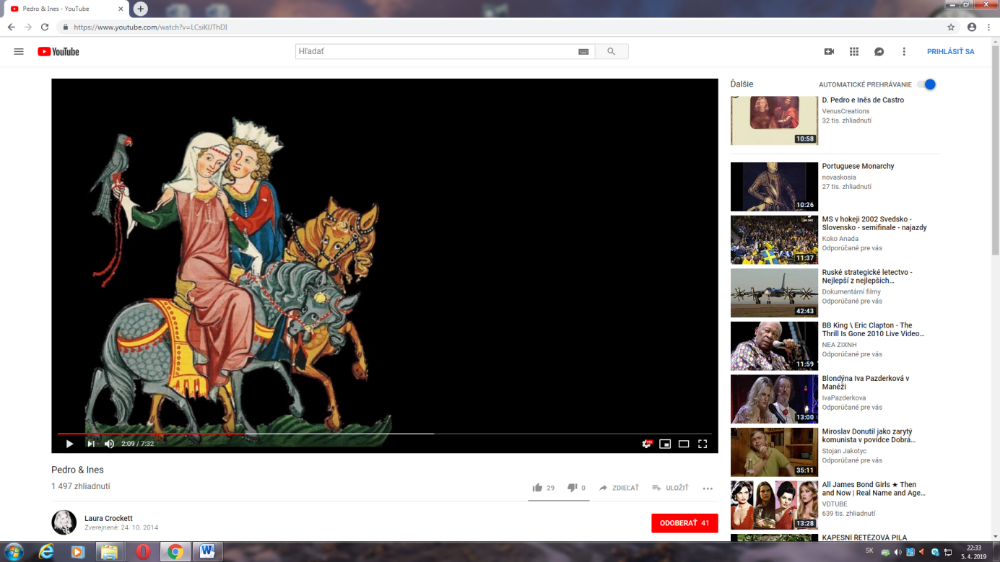 Pedro & Ines - YouTube
https://www.youtube.com/watch?v=LCsiKlJThDI
YouTube
Hľadať
PRIHLÁSIŤ SA
2:09 / 7:32
HD
Pedro & Ines
1 497 zhliadnutí
29
0
ZDIEĽAŤ
ULOŽIŤ
Laura Crockett
Zverejnené: 24. 10. 2014
ODOBERAŤ 41
Ďalšie
AUTOMATICKÉ PREHRÁVANIE
10:58
D. Pedro e Inês de Castro
VenusCreations
32 tis. zhliadnutí
10:26
Portuguese Monarchy
novaskosia
27 tis. zhliadnutí
11:37
MS v hokeji 2002 Svedsko -
Slovensko - semifinale - najazdy
Koko Anada
Odporúčané pre vás
42:43
Ruské strategické letectvo -
Nejlepší z nejlepších...
Dokumentární filmy
Odporúčané pre vás
11:59
BB King \ Eric Clapton - The
Thrill Is Gone 2010 Live Video...
NEA ZIXNH
Odporúčané pre vás
13:00
Blondýna Iva Pazderková v
Manéži
IvaPazderkova
Odporúčané pre vás
35:11
Miroslav Donutil jako zarytý
komunista v povídce Dobrá...
Stojan Jakotyc
Odporúčané pre vás
13:28
All James Bond Girls ★ Then
and Now | Real Name and Age...
VDTUBE
639 tis. zhliadnutí
KAPESNÍ ŘETĚZOVÁ PILA
SK
22:33
5. 4. 2019